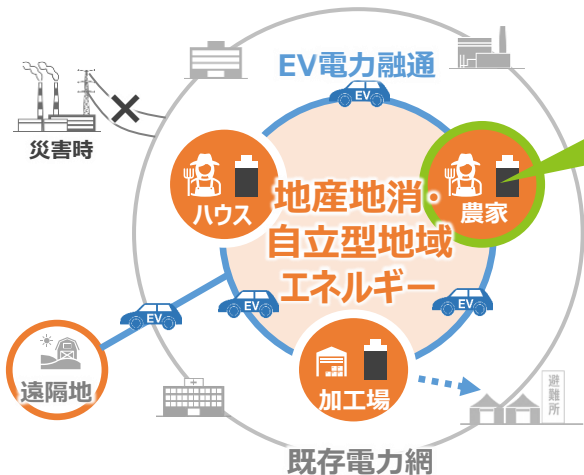 EV電力融通
EV
災害時
ハウス
農家
地産地消・
自立型地域
エネルギー
EV
EV
EV
遠隔地
加工場
避難所
既存電力網